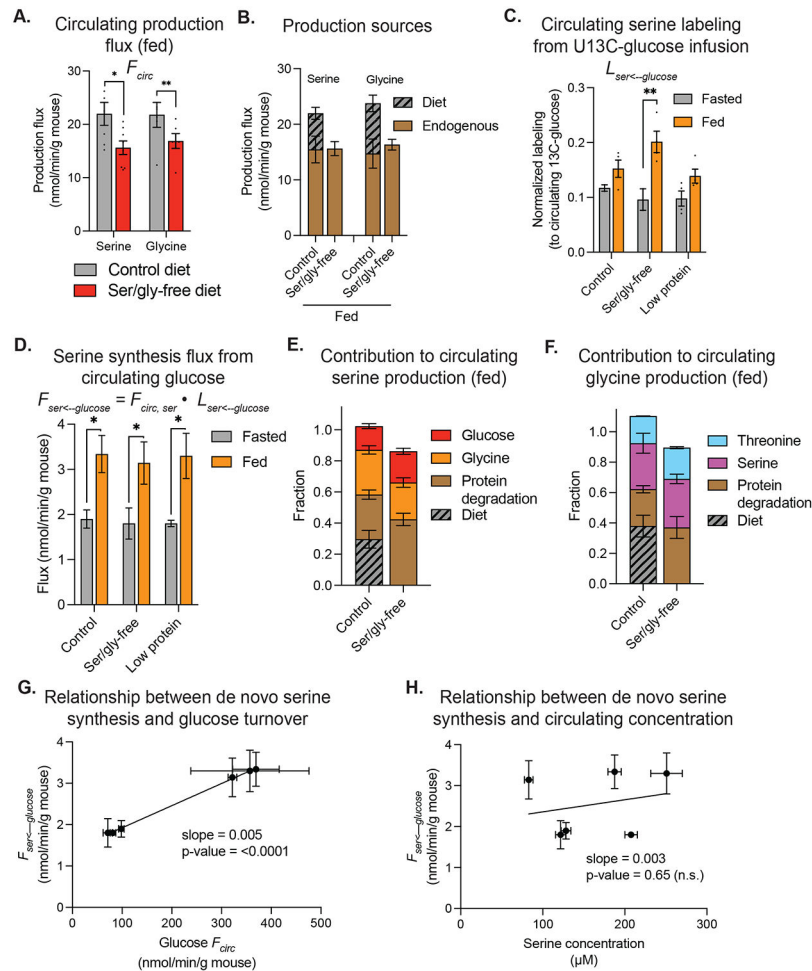 A.
Circulating production
flux (fed)
F circ
Production flux
(nmol/min/g mouse)
30
20
10
0
*
**
Serine
Glycine
Control diet
Ser/gly-free diet
B.
Production sources
Production flux
(nmol/min/g mouse)
30
20
10
0
Serine
Glycine
Diet
Endogenous
Control
Ser/gly-free
Control
Ser/gly-free
Fed
C.
Circulating serine labeling
from U13C-glucose infusion
L ser<--glucose
Normalized labeling
(to circulating 13C-glucose)
0.3
0.2
0.1
0.00
**
Fasted
Fed
Control
Ser/gly-free
Low protein
D.
Serine synthesis flux from
circulating glucose
F ser<--glucose = F circ, ser • L ser<--glucose
Flux (nmol/min/g mouse)
4
3
2
1
0
*
*
*
Fasted
Fed
Control
Ser/gly-free
Low protein
E.
Contribution to circulating
serine production (fed)
Fraction
1.0
0.8
0.6
0.4
0.2
0.0
Glucose
Glycine
Protein
degradation
Diet
Control
Ser/gly-free
F.
Contribution to circulating
glycine production (fed)
Fraction
1.0
0.8
0.6
0.4
0.2
0.0
Threonine
Serine
Protein
degradation
Diet
Control
Ser/gly-free
G.
Relationship between de novo serine
synthesis and glucose turnover
F ser<—glucose
(nmol/min/g mouse)
4
3
2
1
0
slope = 0.005
p-value = <0.0001
0
100
200
300
400
500
Glucose F circ
(nmol/min/g mouse)
H.
Relationship between de novo serine
synthesis and circulating concentration
F ser<—glucose
(nmol/min/g mouse)
4
3
2
1
0
slope = 0.003
p-value = 0.65 (n.s.)
0
100
200
300
Serine concentration
(µM)